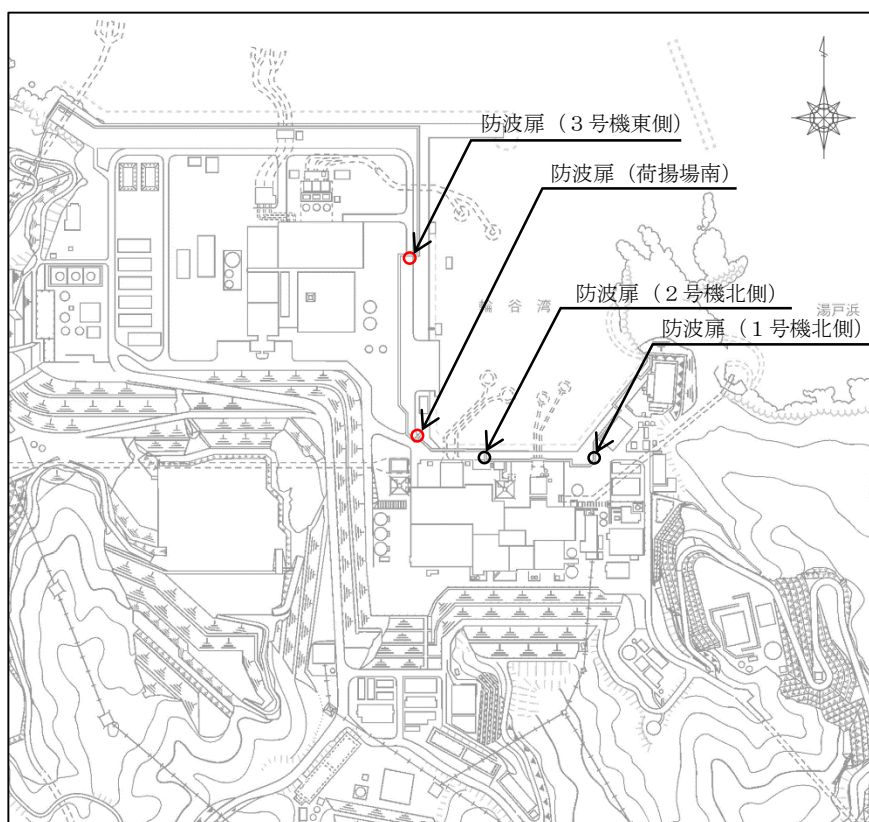 防波扉（３号機東側）
防波扉（荷揚場南）
防波扉（２号機北側）
輪谷湾
湯戸浜
防波扉（１号機北側）